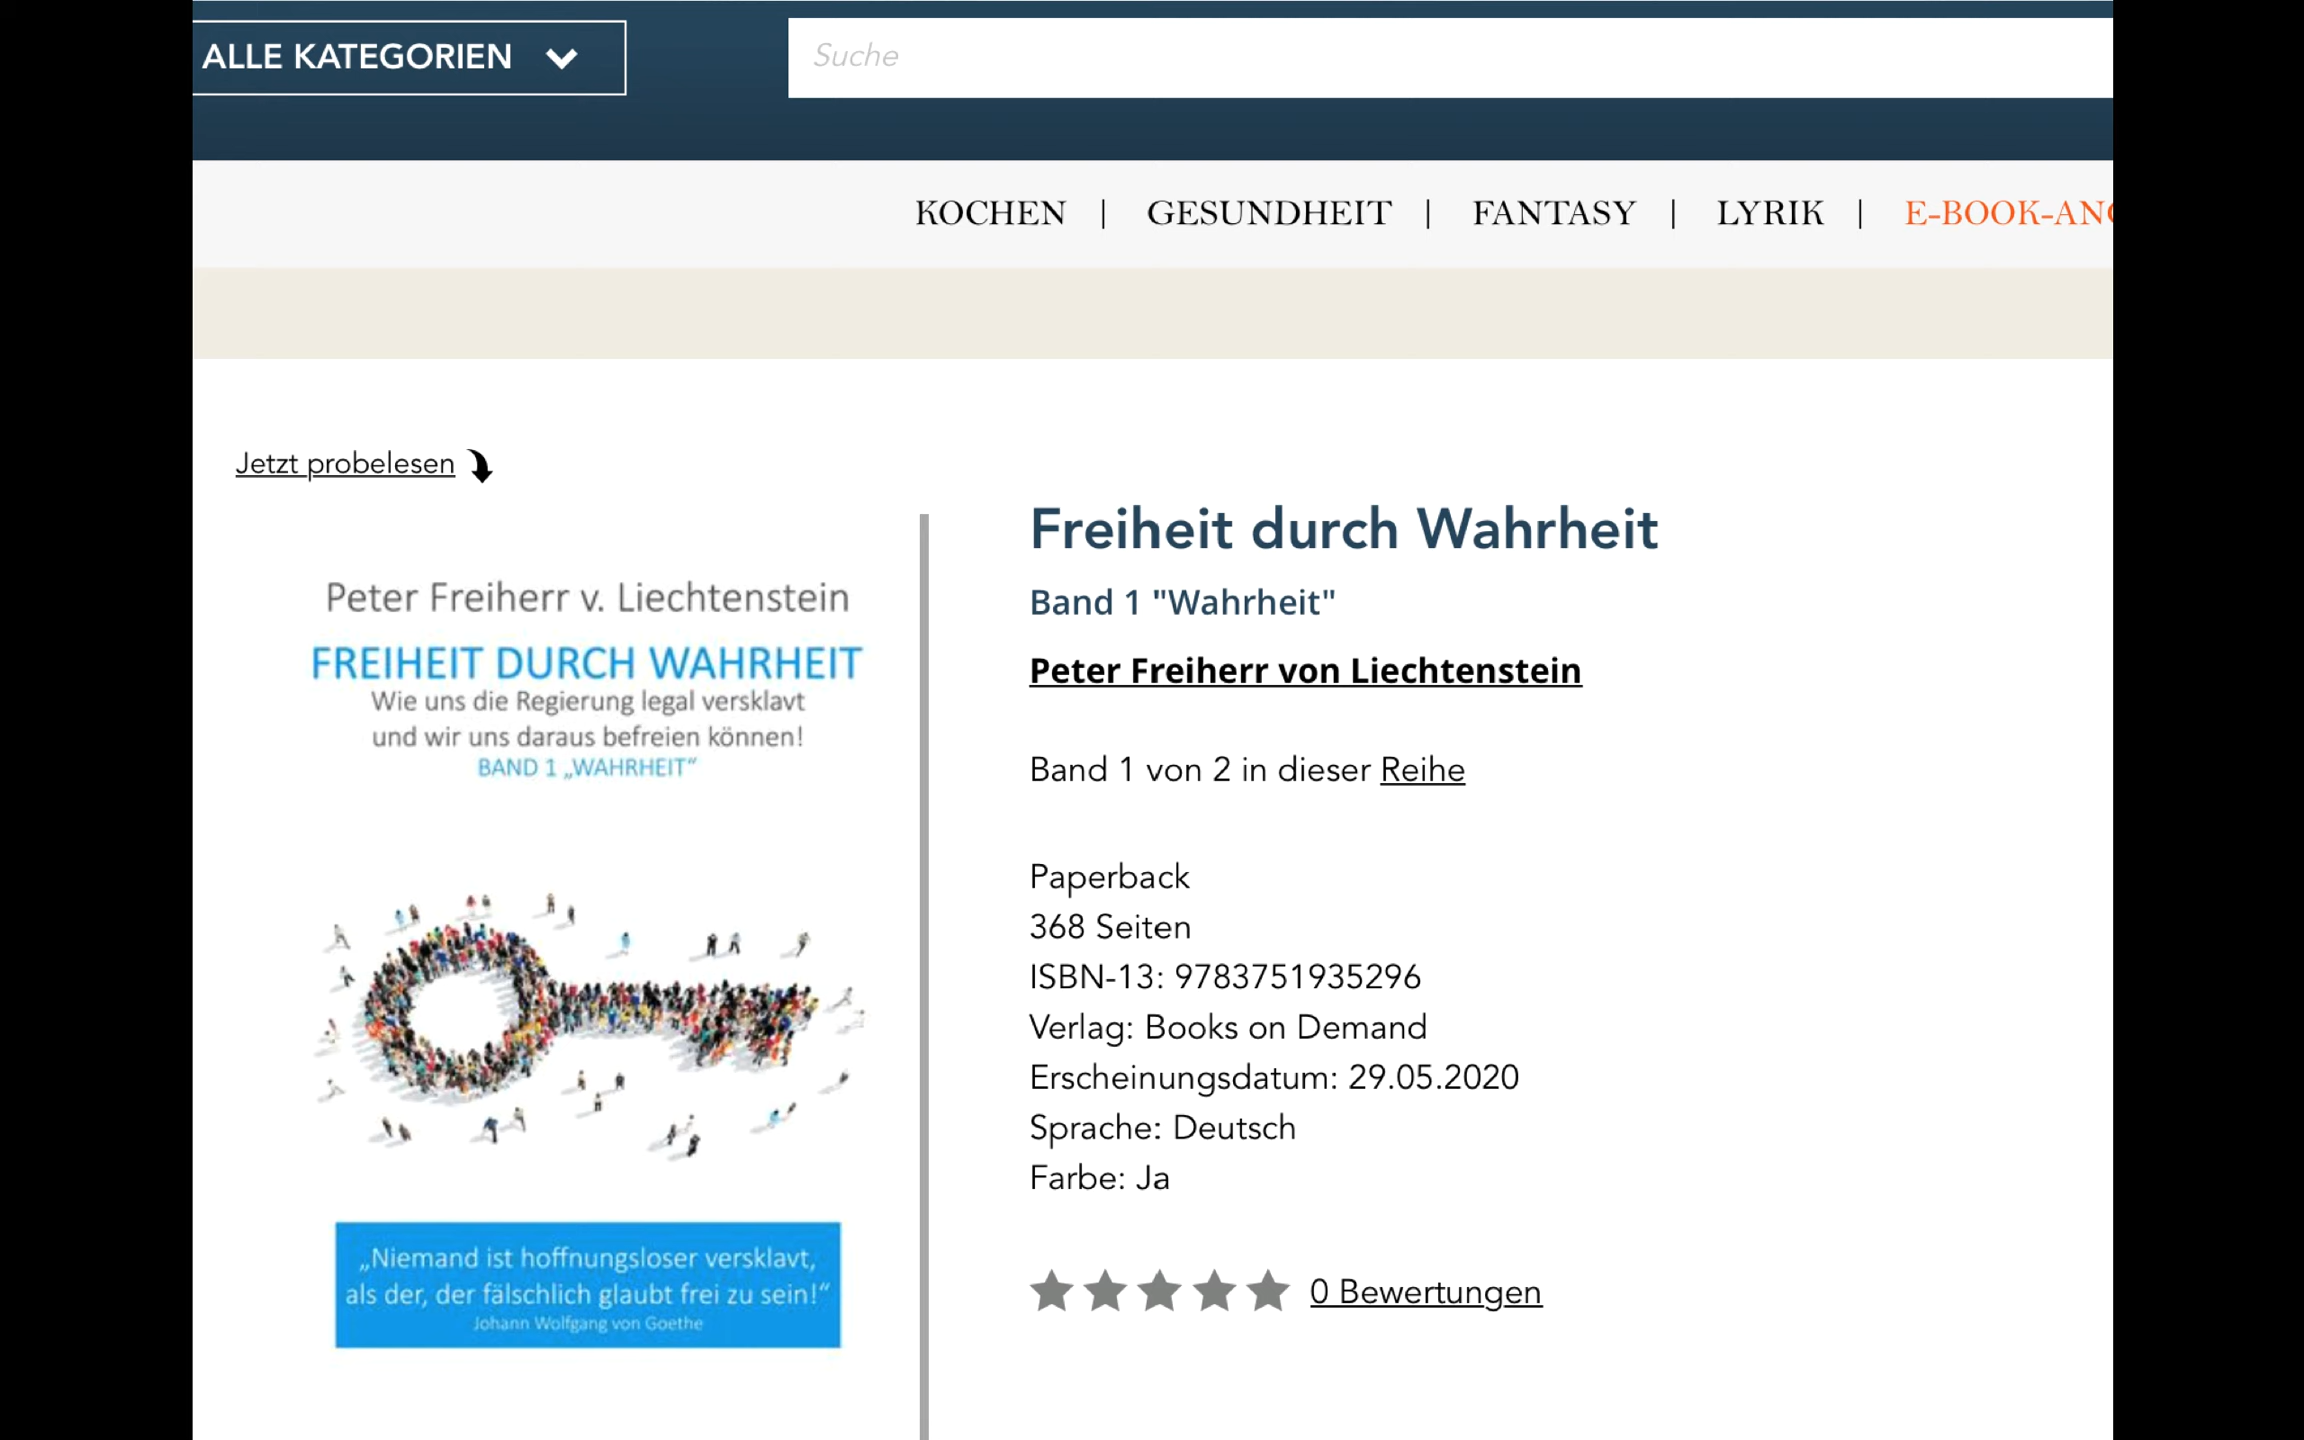 ALLE KATEGORIEN
Suche
KOCHEN | GESUNDHEIT | FANTASY | LYRIK |
Jetzt probelesen
Peter Freiherr v. Liechtenstein
FREIHEIT DURCH WAHRHEIT
Wie uns die Regierung legal versklavt
und wir uns daraus befreien können!
BAND 1 „WAHRHEIT“
„Niemand ist hoffnungsloser versklavt,
als der, der fälschlich glaubt frei zu sein!“
Johann Wolfgang von Goethe
Freiheit durch Wahrheit
Band 1 "Wahrheit"
Peter Freiherr von Liechtenstein
Band 1 von 2 in dieser Reihe
Paperback
368 Seiten
ISBN-13: 9783751935296
Verlag: Books on Demand
Erscheinungsdatum: 29.05.2020
Sprache: Deutsch
Farbe: Ja
0 Bewertungen